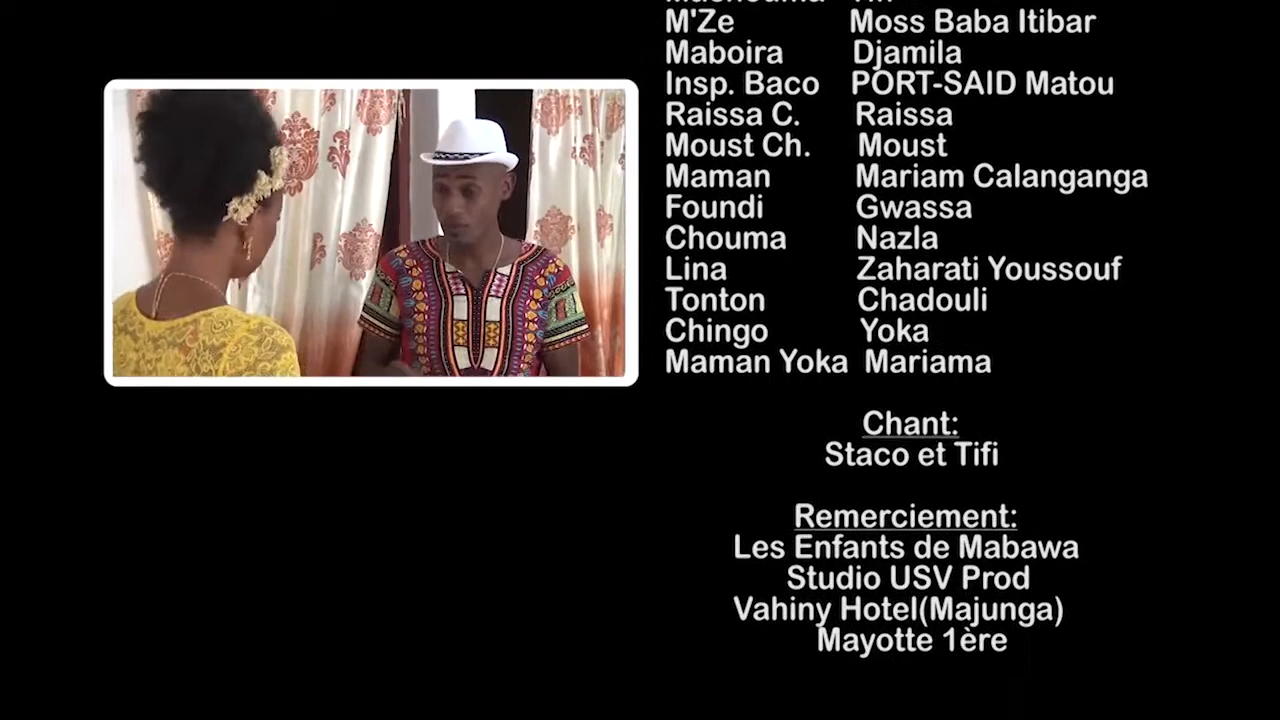 M'Ze Moss Baba Itibar
Maboira Djamila
Insp. Baco PORT-SAID Matou
Raissa C. Raissa
Moust Ch. Moust
Maman Mariam Calanganga
Foundi Gwassa
Chouma Nazla
Lina Zaharati Youssouf
Tonton Chadouli
Chingo Yoka
Maman Yoka Mariama
Chant:
Staco et Tifi
Remerciement:
Les Enfants de Mabawa
Studio USV Prod
Vahiny Hotel(Majunga)
Mayotte 1ère